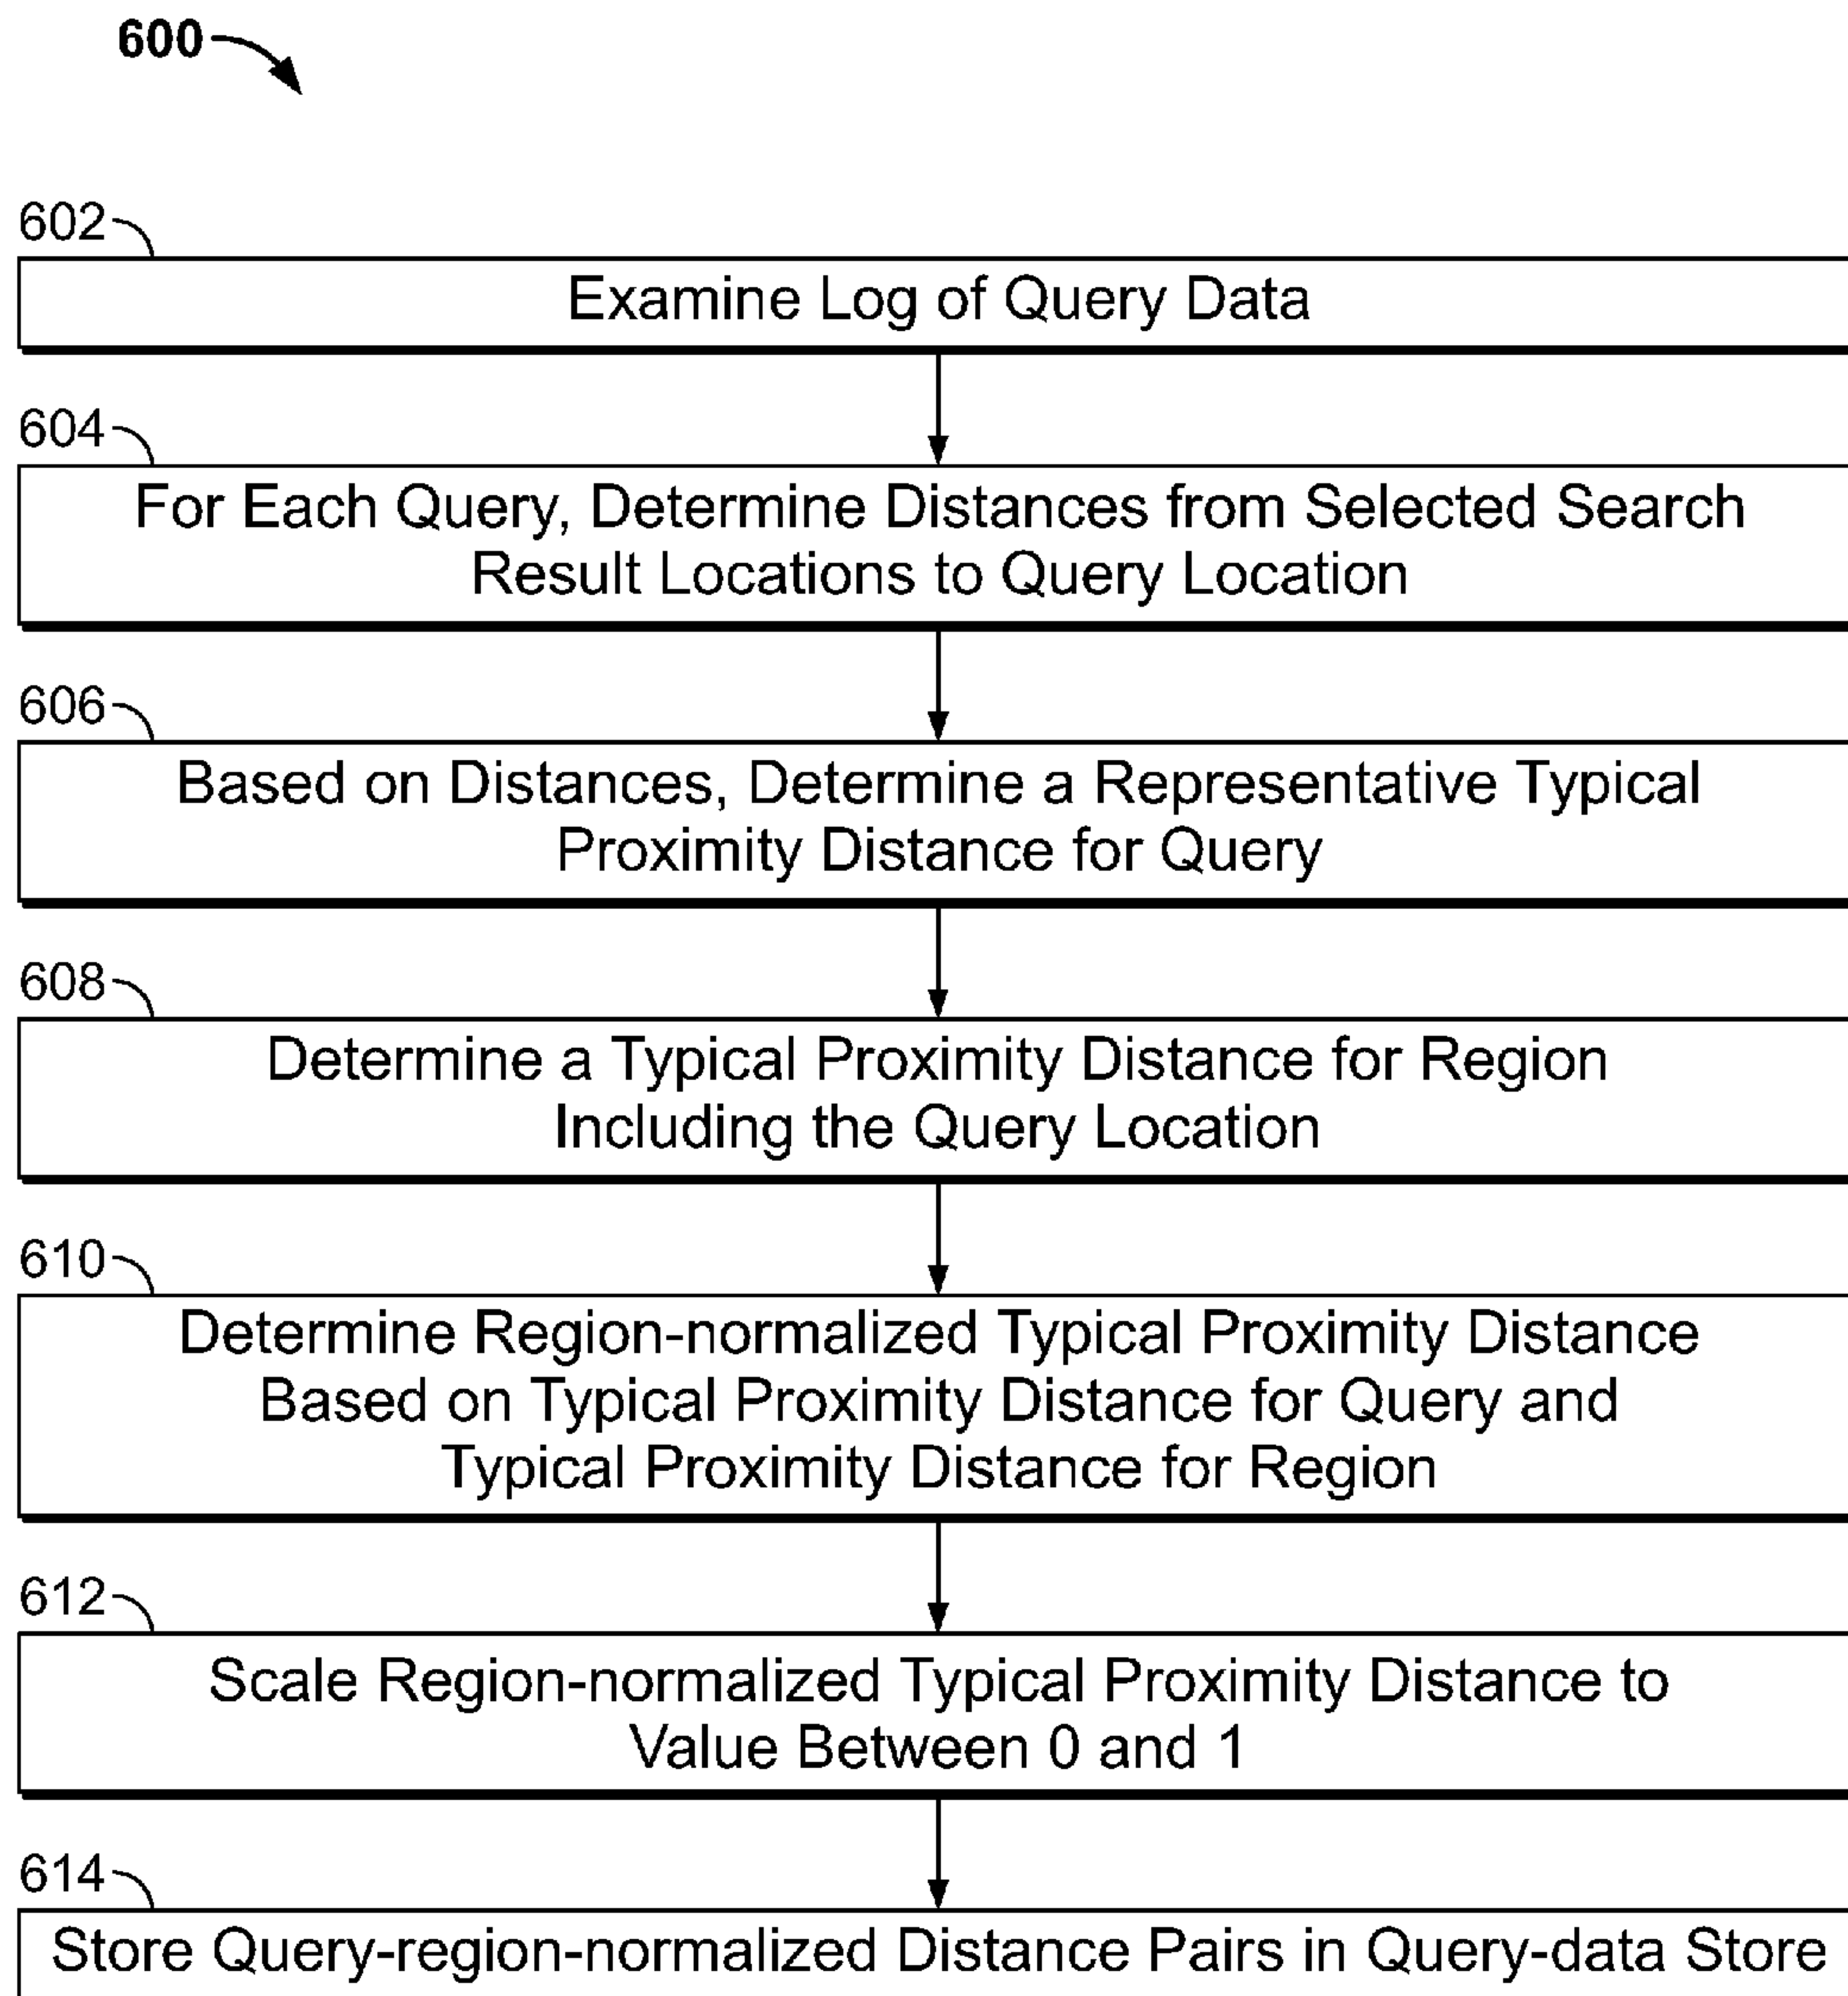 600
602
Examine Log of Query Data
604
For Each Query, Determine Distances from Selected Search
Result Locations to Query Location
606
Based on Distances, Determine a Representative Typical
Proximity Distance for Query
608
Determine a Typical Proximity Distance for Region
Including the Query Location
610
Determine Region-normalized Typical Proximity Distance
Based on Typical Proximity Distance for Query and
Typical Proximity Distance for Region
612
Scale Region-normalized Typical Proximity Distance to
Value Between 0 and 1
614
Store Query-region-normalized Distance Pairs in Query-data Store